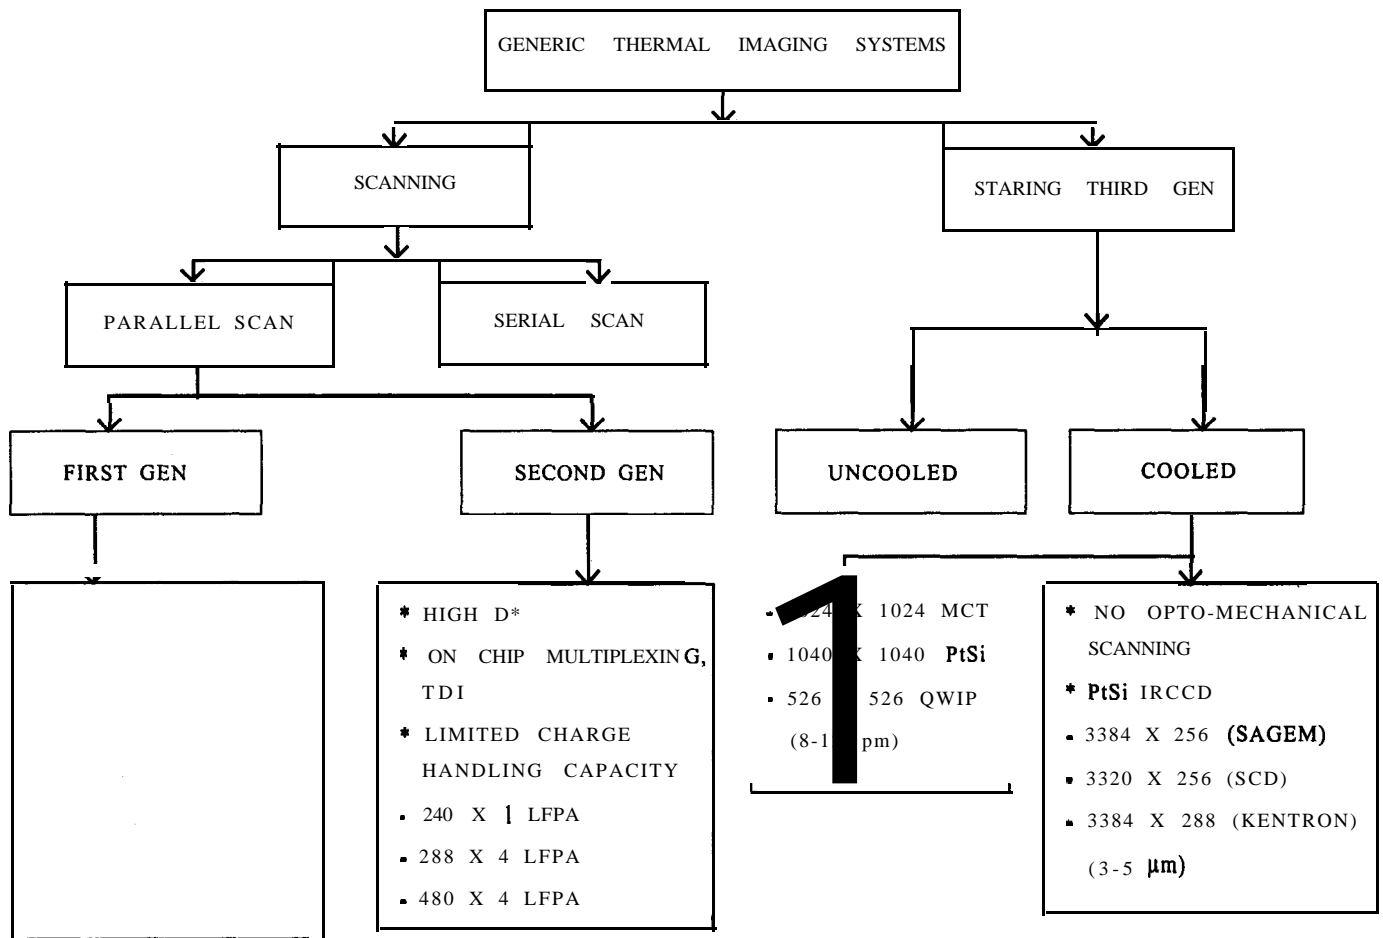 GENERIC THERMAL IMAGING SYSTEMS
SCANNING
STARING THIRD GEN
PARALLEL SCAN
SERIAL SCAN
FIRST GEN
SECOND GEN
UNCOOLED
COOLED
* HIGH D*
* ON CHIP MULTIPLEXING,
TDI
* LIMITED CHARGE
HANDLING CAPACITY
- 240 X 1 LFPA
- 288 X 4 LFPA
- 480 X 4 LFPA
1
- X 1024 MCT
- 1040 X 1040 PtSi
- 526 526 QWIP
pm)
* NO OPTO-MECHANICAL
SCANNING
* PtSi IRCCD
- 3384 X 256 (SAGEM)
- 3320 X 256 (SCD)
- 3384 X 288 (KENTRON)
(3-5 μm)